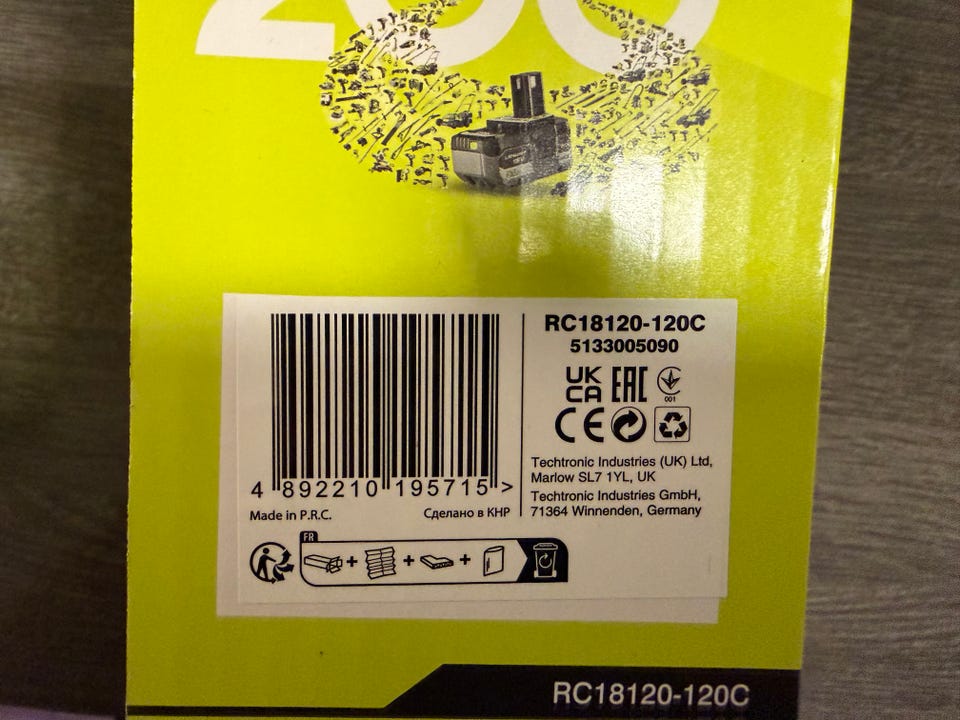 200
RC18120-120C
5133005090
UK
CA
EAC
001
CE
4 892210 195715 >
Techtronic Industries (UK) Ltd,
Marlow SL7 1YL, UK
Techtronic Industries GmbH,
71364 Winnenden, Germany
Made in P.R.C.
Сделано в КНР
FR
RC18120-120C